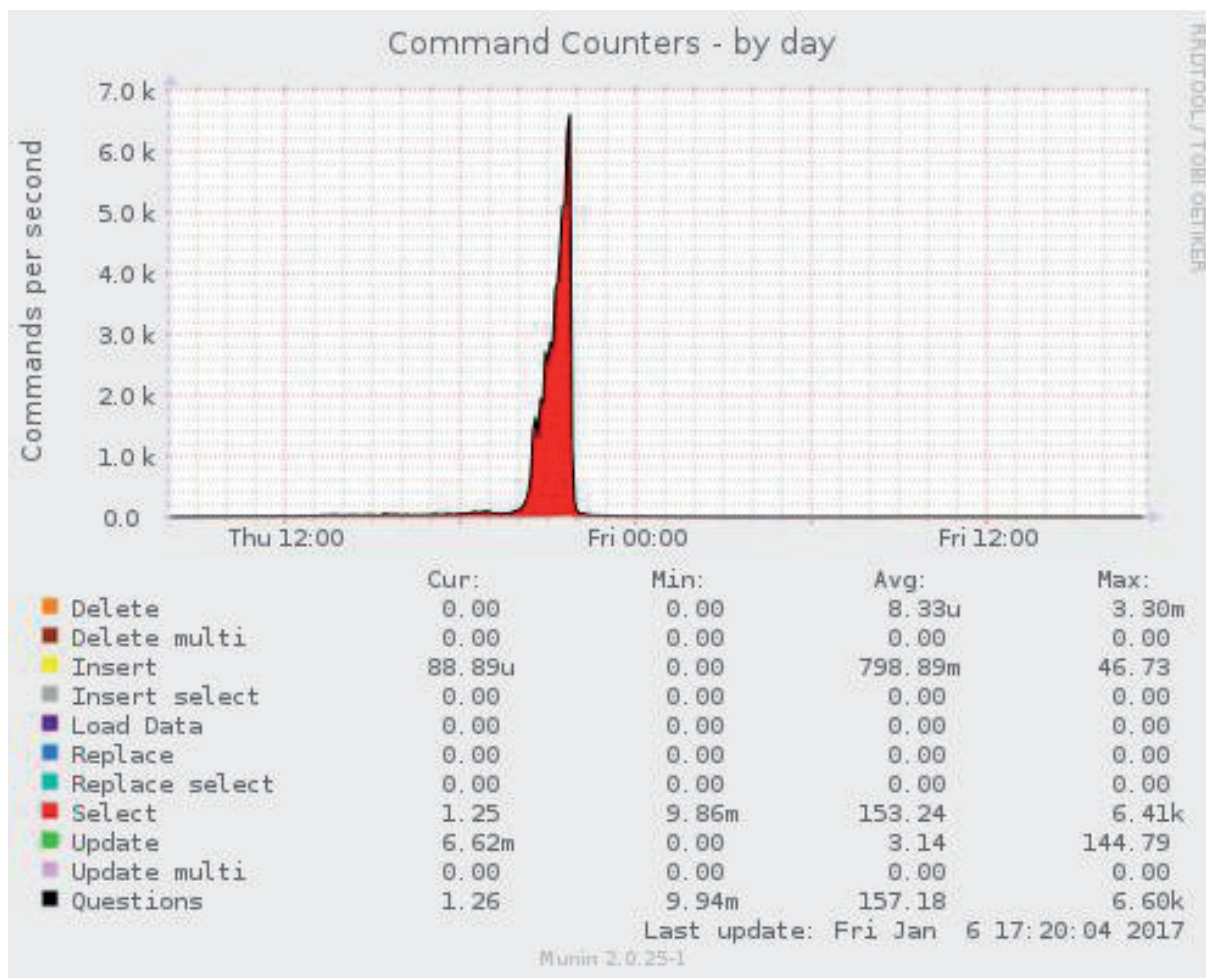 Command Counters - by day
RRDTOOL / TOBI OETIKER
Commands per second
7.0 k
6.0 k
5.0 k
4.0 k
3.0 k
2.0 k
1.0 k
0.0
Thu 12:00 Fri 00:00 Fri 12:00
Cur: Min: Avg: Max:
Delete 0.00 0.00 8.33u 3.30m
Delete multi 0.00 0.00 0.00 0.00
Insert 88.89u 0.00 798.89m 46.73
Insert select 0.00 0.00 0.00 0.00
Load Data 0.00 0.00 0.00 0.00
Replace 0.00 0.00 0.00 0.00
Replace select 0.00 0.00 0.00 0.00
Select 1.25 9.86m 153.24 6.41k
Update 6.62m 0.00 3.14 144.79
Update multi 0.00 0.00 0.00 0.00
Questions 1.26 9.94m 157.18 6.60k
Last update: Fri Jan 6 17:20:04 2017
Munin 2.0.25-1